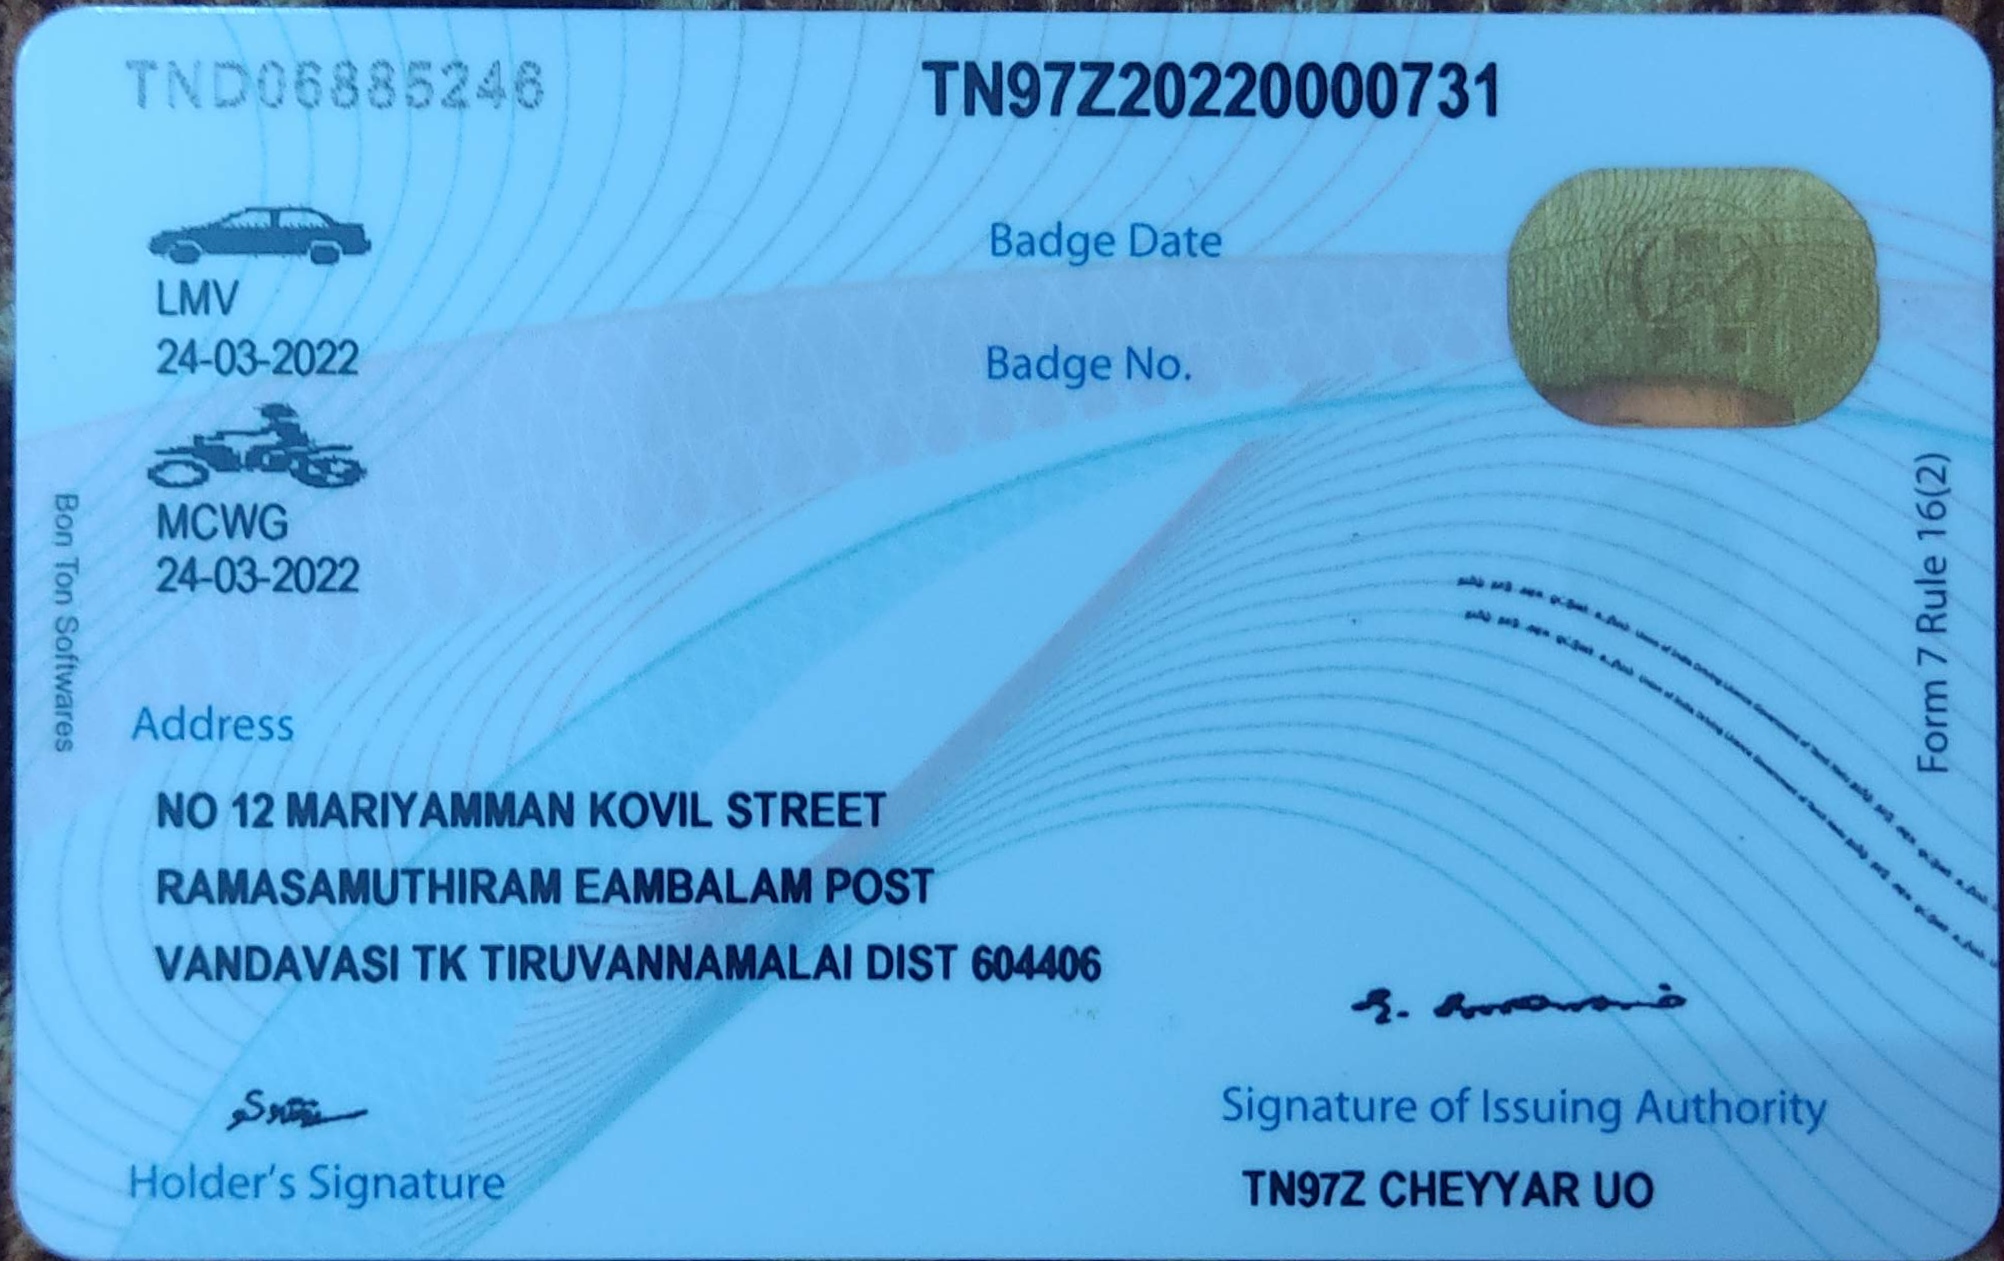 TND06885246
TN97Z20220000731
LMV
24-03-2022
Badge Date
Badge No.
MCWG
24-03-2022
Bon Ton Softwares
Form 7 Rule 16(2)
Address
NO 12 MARIYAMMAN KOVIL STREET
RAMASAMUTHIRAM EAMBALAM POST
VANDAVASI TK TIRUVANNAMALAI DIST 604406
Holder's Signature
Signature of Issuing Authority
TN97Z CHEYYAR UO